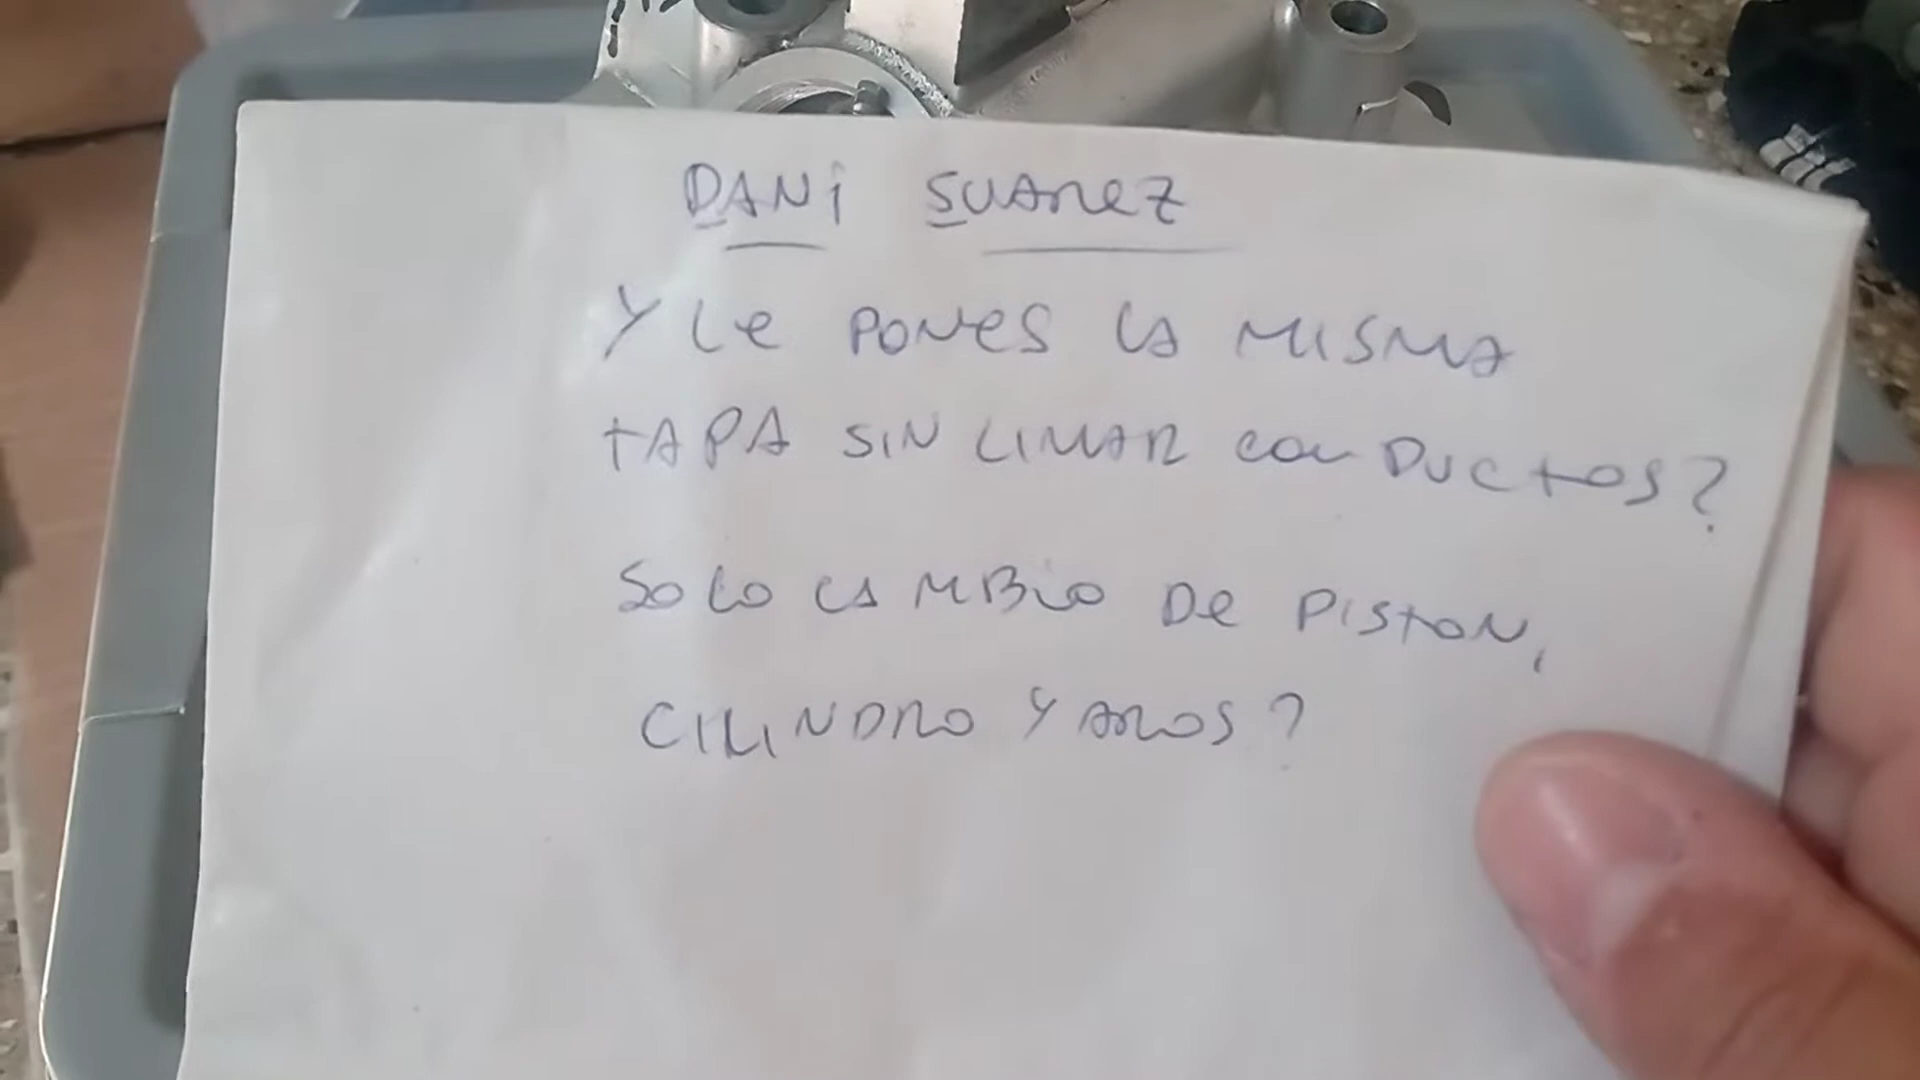 DANi SUAREZ
Y Le PONES LA MISMA
TAPA SIN LIMAR CONDUCTOS?
SOLO CAMBIO De PISTON,
CILINDRO Y AROS?